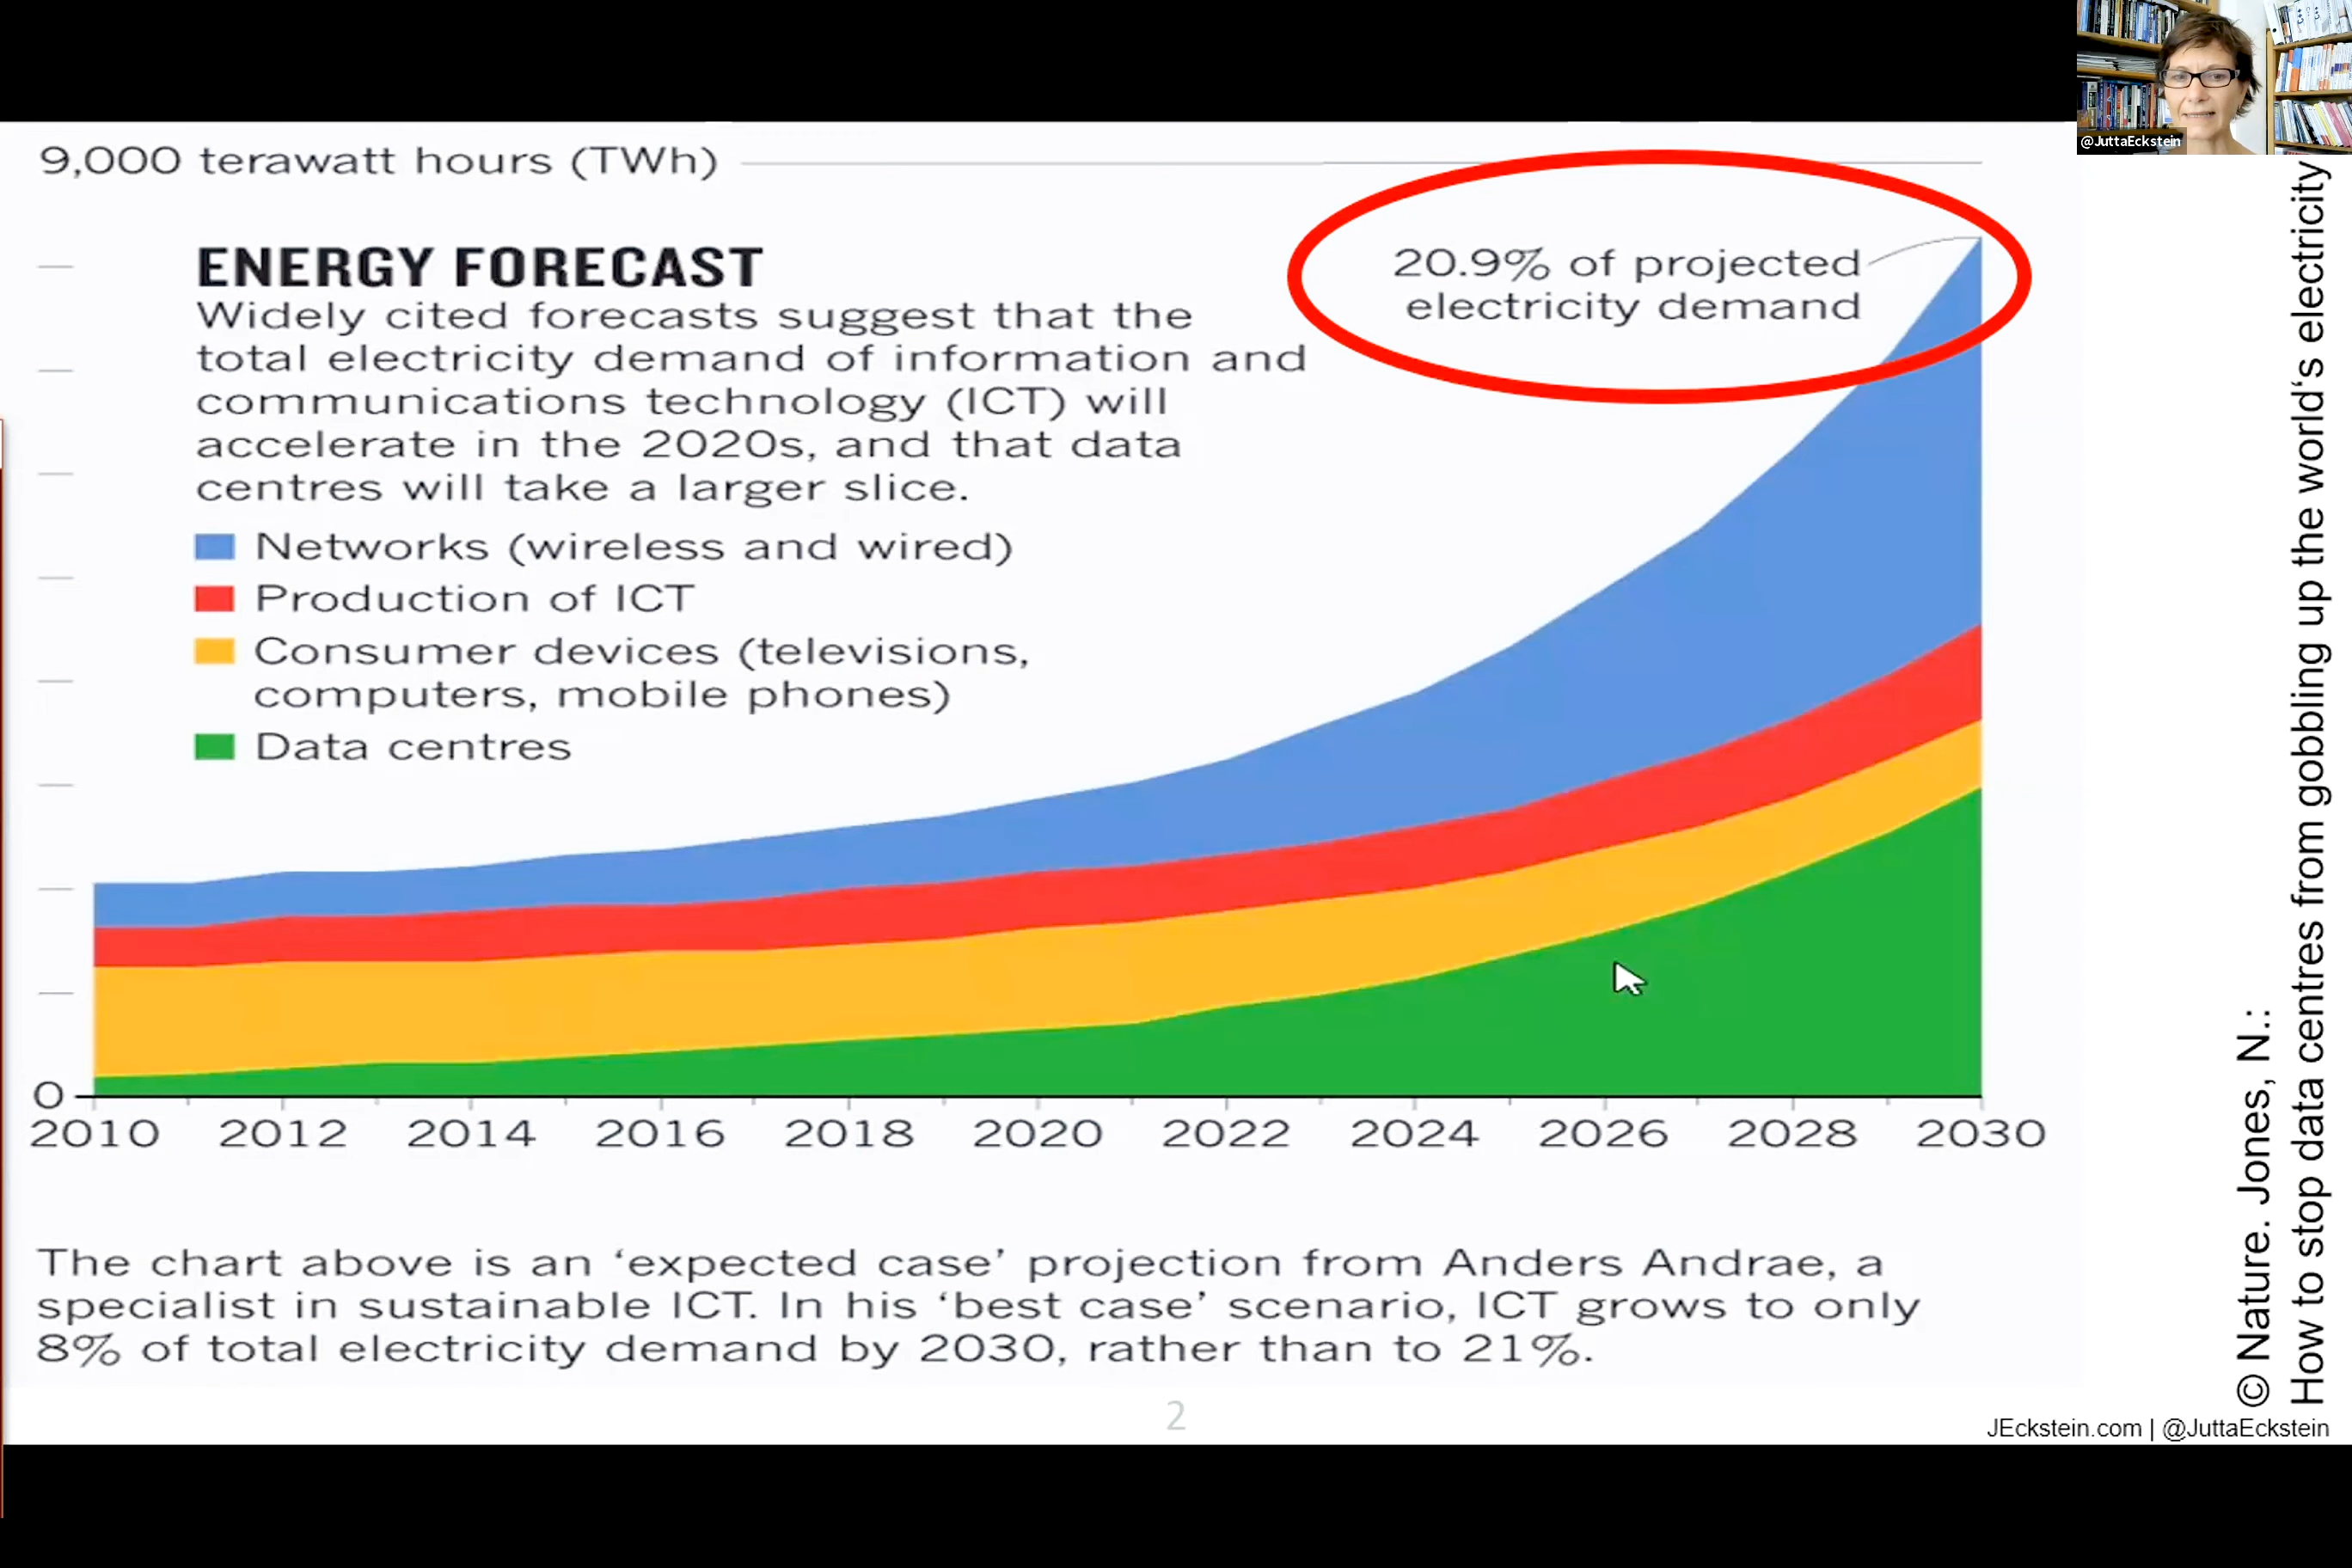 @JuttaEckstein
9,000 terawatt hours (TWh)
ENERGY FORECAST
Widely cited forecasts suggest that the
total electricity demand of information and
communications technology (ICT) will
accelerate in the 2020s, and that data
centres will take a larger slice.
20.9% of projected
electricity demand
Networks (wireless and wired)
Production of ICT
Consumer devices (televisions,
computers, mobile phones)
Data centres
0
2010 2012 2014 2016 2018 2020 2022 2024 2026 2028 2030
The chart above is an ‘expected case’ projection from Anders Andrae, a
specialist in sustainable ICT. In his ‘best case’ scenario, ICT grows to only
8% of total electricity demand by 2030, rather than to 21%.
© Nature. Jones, N.:
How to stop data centres from gobbling up the world‘s electricity
2
JEckstein.com | @JuttaEckstein